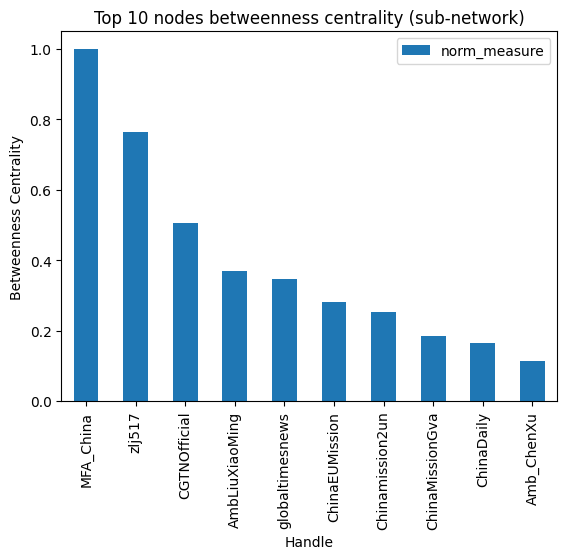 Top 10 nodes betweenness centrality (sub-network)
norm_measure
Betweenness Centrality
1.0
0.8
0.6
0.4
0.2
0.0
MFA_China
zlj517
CGTNOfficial
AmbLiuXiaoMing
globaltimesnews
ChinaEUMission
Chinamission2un
ChinaMissionGva
ChinaDaily
Amb_ChenXu
Handle